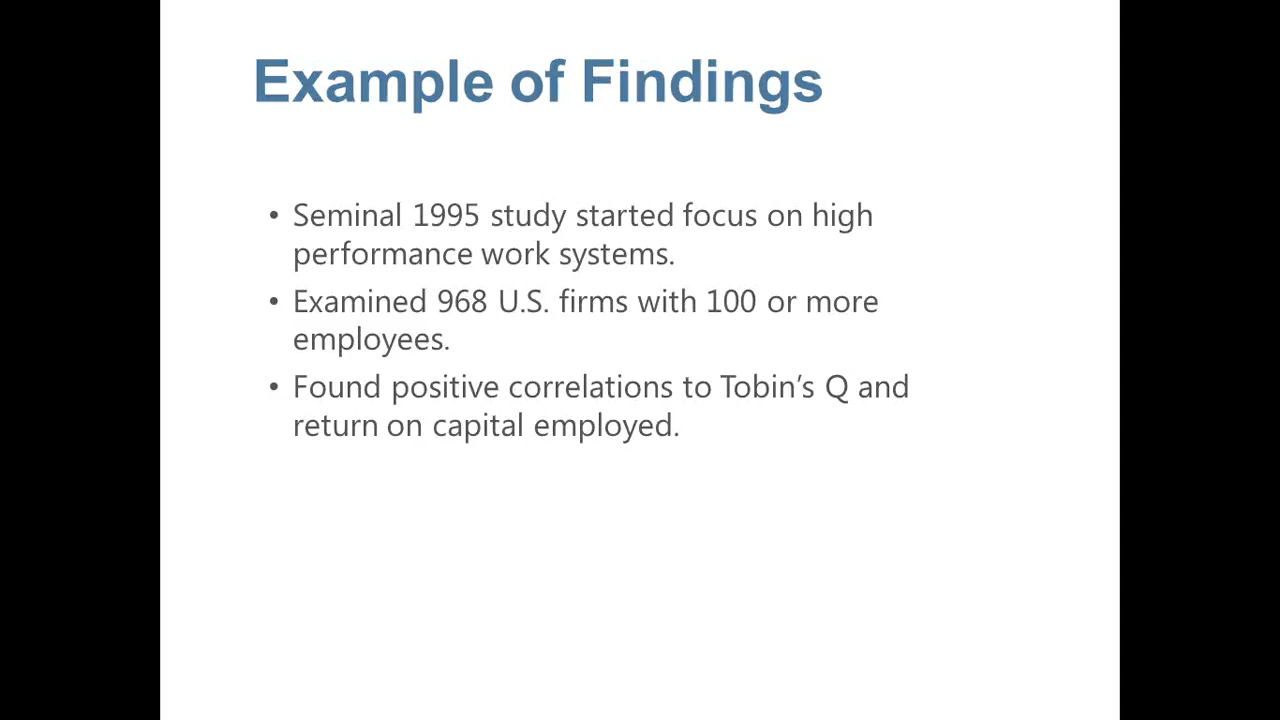 Example of Findings
• Seminal 1995 study started focus on high
performance work systems.
• Examined 968 U.S. firms with 100 or more
employees.
• Found positive correlations to Tobin’s Q and
return on capital employed.